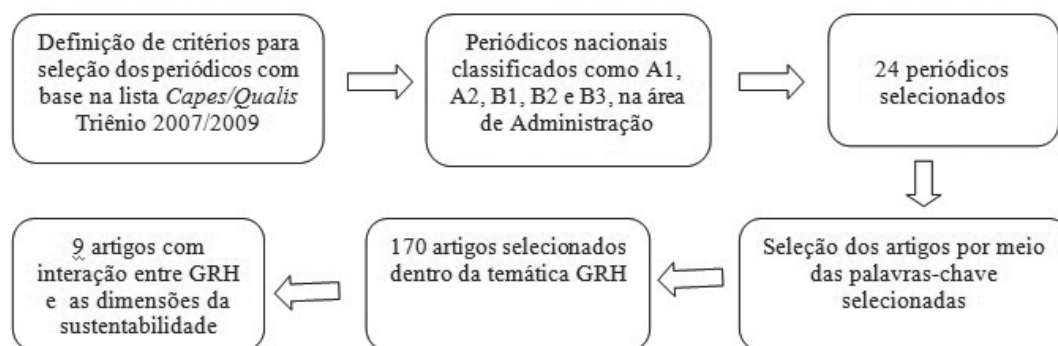 Definição de critérios para
seleção dos periódicos com
base na lista Capes/Qualis
Triênio 2007/2009
Periódicos nacionais
classificados como A1,
A2, B1, B2 e B3, na área
de Administração
24 periódicos
selecionados
Seleção dos artigos por meio
das palavras-chave
selecionadas
170 artigos selecionados
dentro da temática GRH
9 artigos com
interação entre GRH
e as dimensões da
sustentabilidade